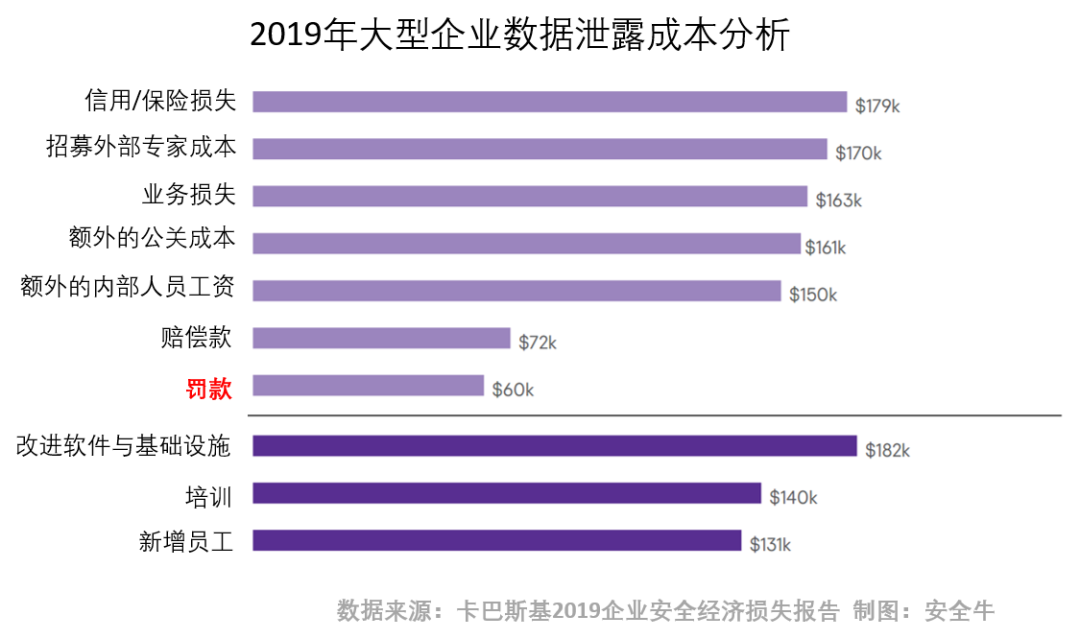 2019年大型企业数据泄露成本分析
信用/保险损失 $179k
招募外部专家成本 $170k
业务损失 $163k
额外的公关成本 $161k
额外的内部人员工资 $150k
赔偿款 $72k
罚款 $60k
改进软件与基础设施 $182k
培训 $140k
新增员工 $131k
数据来源：卡巴斯基2019企业安全经济损失报告 制图：安全牛